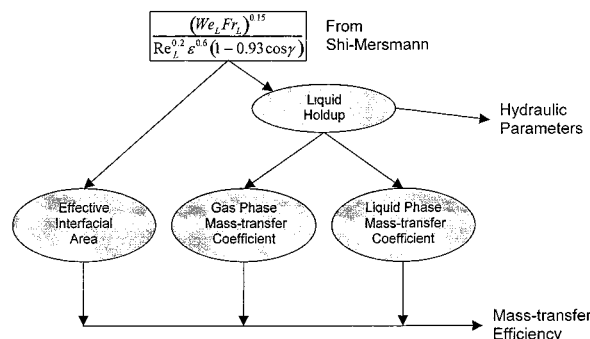 (We_L Fr_L)^0.15
Re_L^0.2 ε^0.6 (1 − 0.93 cos γ)
From
Shi-Mersmann
Liquid
Holdup
Hydraulic
Parameters
Effective
Interfacial
Area
Gas Phase
Mass-transfer
Coefficient
Liquid Phase
Mass-transfer
Coefficient
Mass-transfer
Efficiency